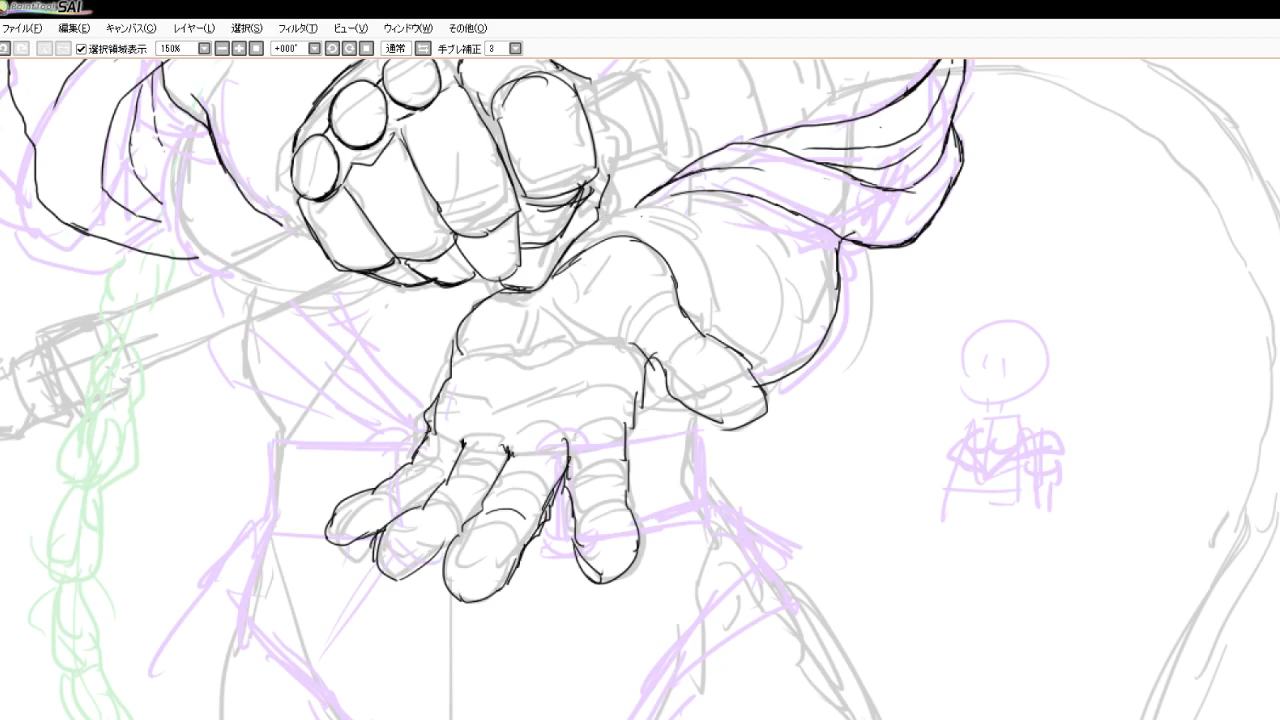 PaintTool SAI
ファイル(F) 編集(E) キャンバス(C) レイヤー(L) 選択(S) フィルタ(T) ビュー(V) ウィンドウ(W) その他(O)
選択領域表示 150% +000° 通常 手ブレ補正 3